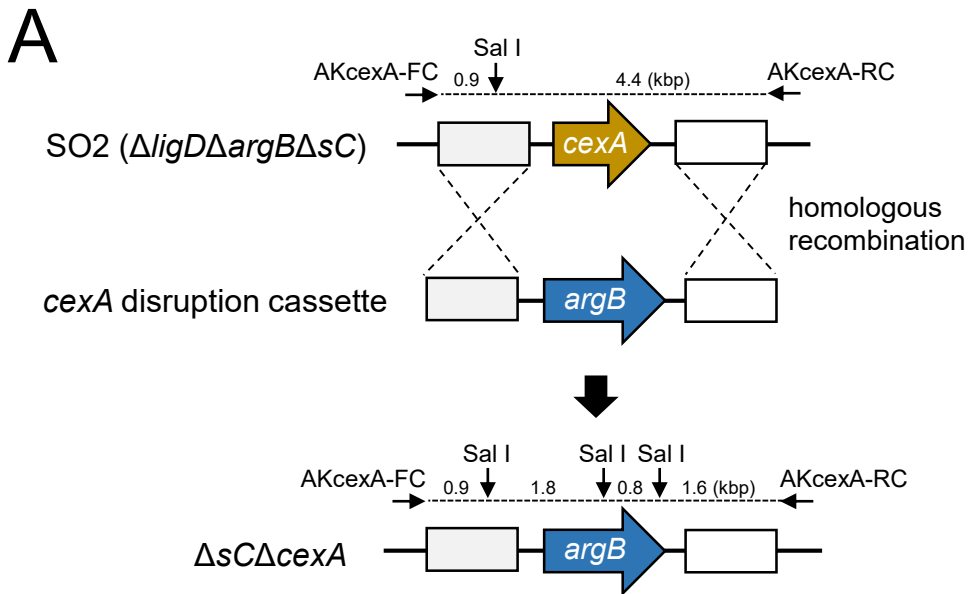 A
Sal I
AKcexA-FC 0.9 4.4 (kbp) AKcexA-RC
SO2 (ΔligDΔargBΔsC) cexA
homologous
recombination
cexA disruption cassette argB
Sal I Sal I Sal I
AKcexA-FC 0.9 1.8 0.8 1.6 (kbp) AKcexA-RC
ΔsCΔcexA argB